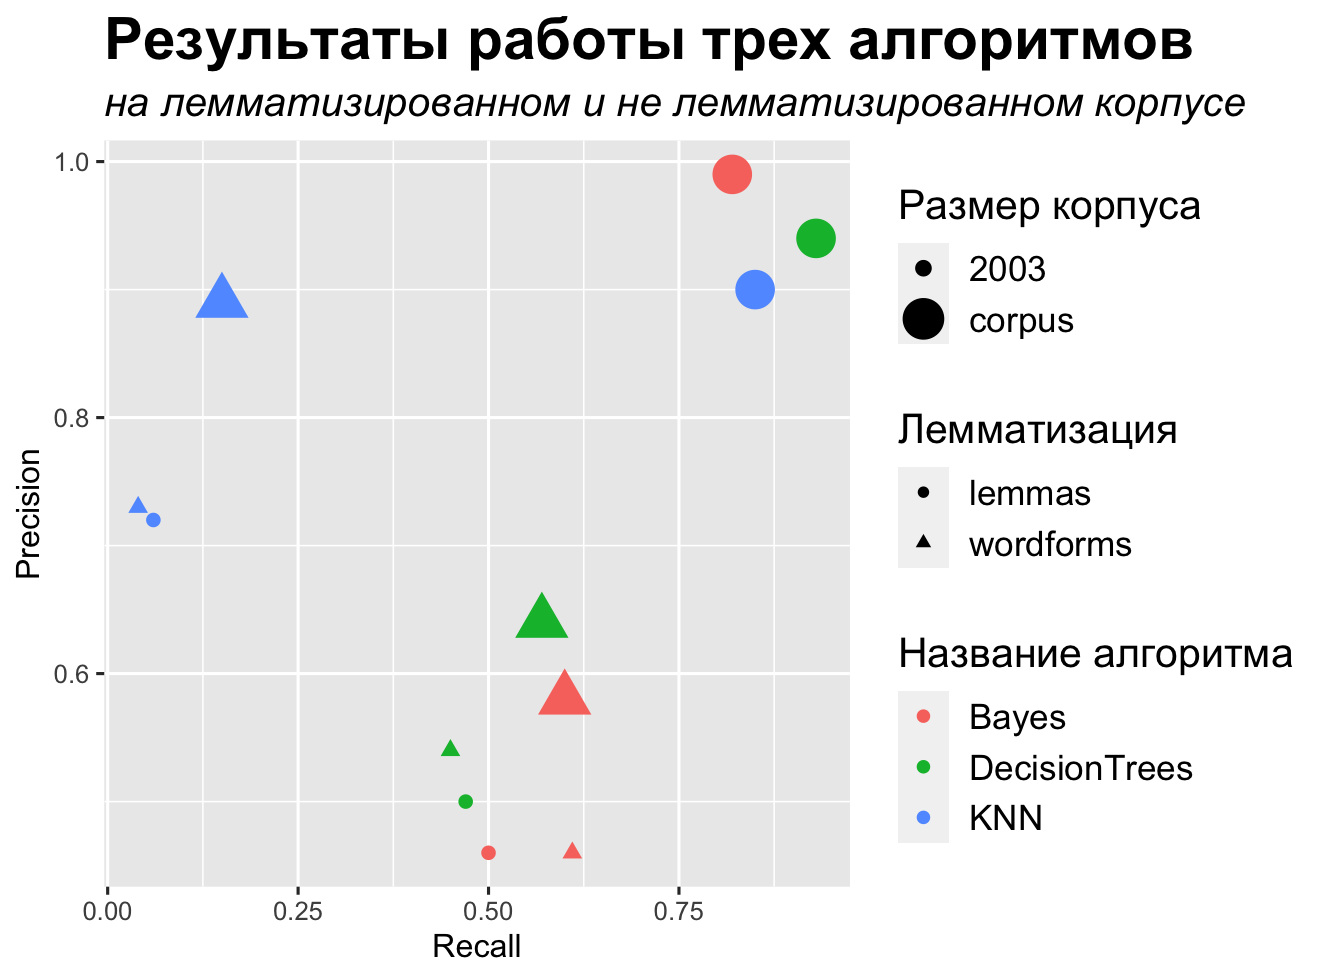 Результаты работы трех алгоритмов
на лемматизированном и не лемматизированном корпусе
1.0
0.8
0.6
Precision
0.00 0.25 0.50 0.75
Recall
Размер корпуса
2003
corpus
Лемматизация
lemmas
wordforms
Название алгоритма
Bayes
DecisionTrees
KNN